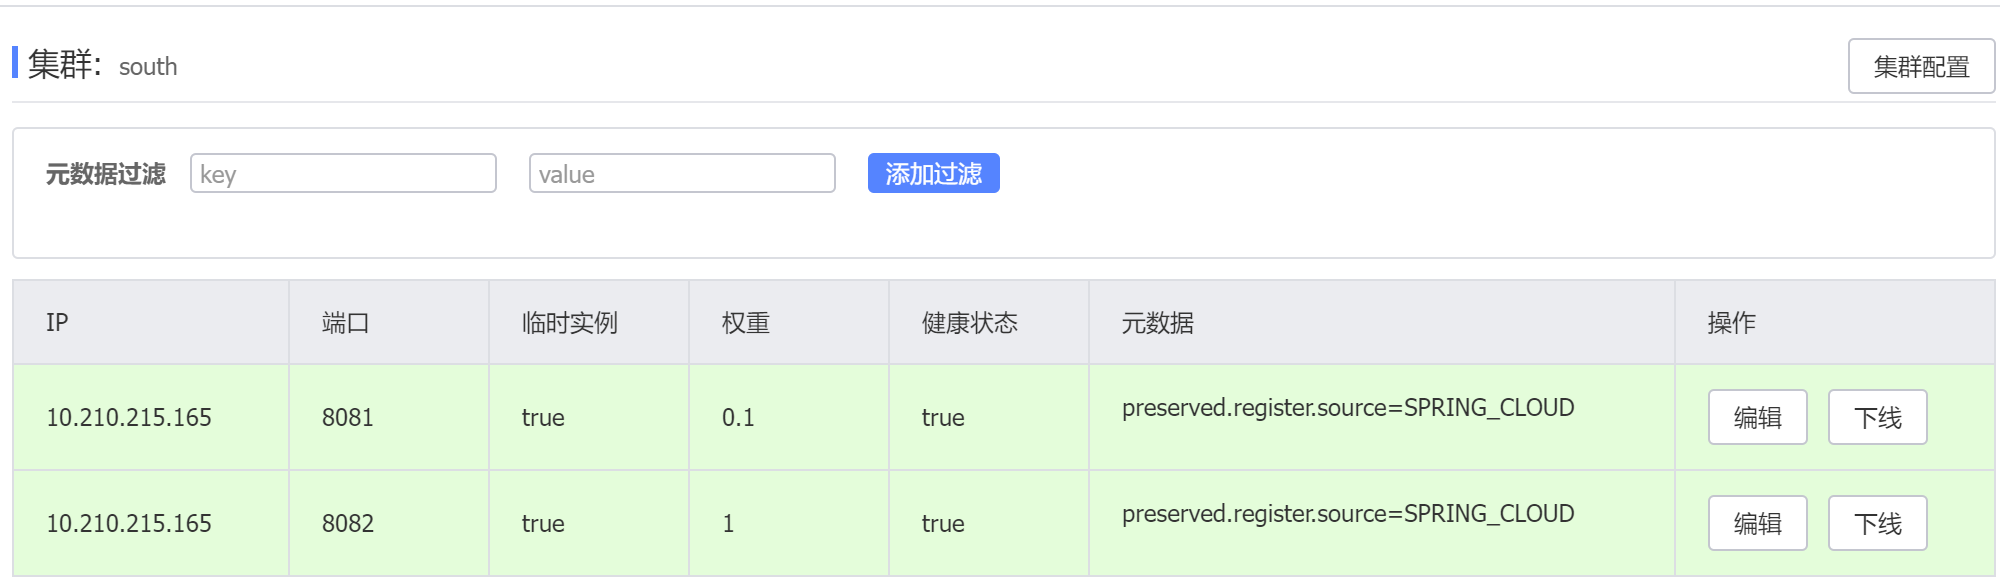 集群: south
集群配置
元数据过滤 key value 添加过滤
IP 端口 临时实例 权重 健康状态 元数据 操作
10.210.215.165 8081 true 0.1 true preserved.register.source=SPRING_CLOUD 编辑 下线
10.210.215.165 8082 true 1 true preserved.register.source=SPRING_CLOUD 编辑 下线